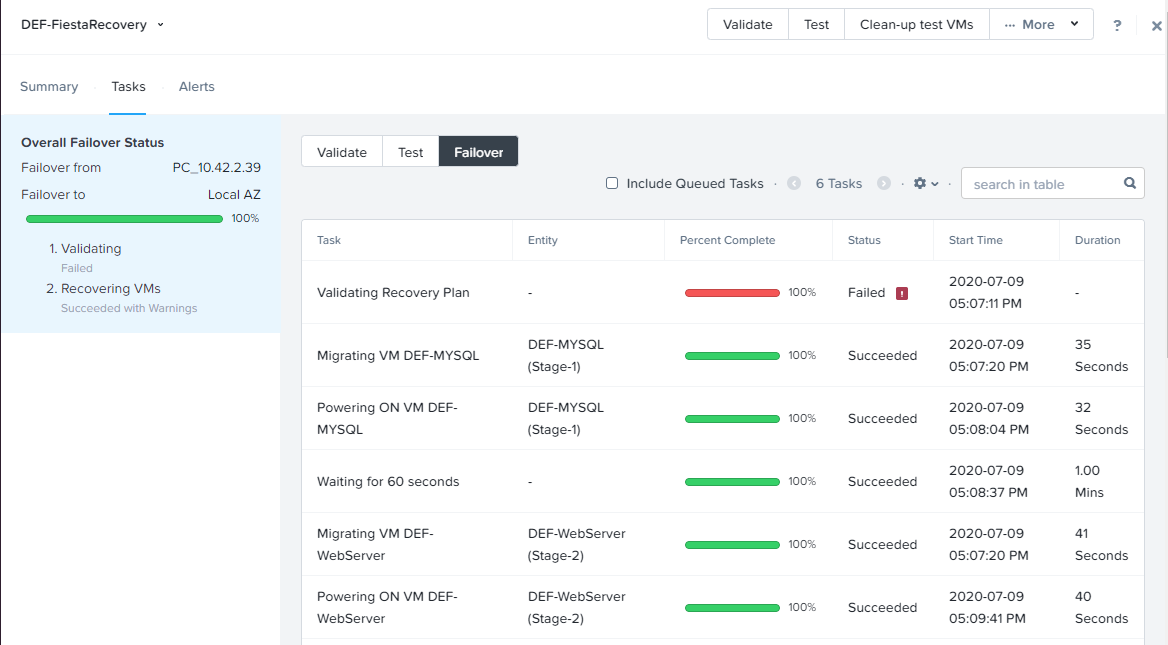 DEF-FiestaRecovery
Validate Test Clean-up test VMs ··· More ?
Summary Tasks Alerts
Overall Failover Status
Failover from PC_10.42.2.39
Failover to Local AZ
100%
1. Validating
Failed
2. Recovering VMs
Succeeded with Warnings
Validate Test Failover
Include Queued Tasks · 6 Tasks · · search in table
Task Entity Percent Complete Status Start Time Duration
Validating Recovery Plan - 100% Failed ! 2020-07-09
05:07:11 PM -
Migrating VM DEF-MYSQL DEF-MYSQL
(Stage-1) 100% Succeeded 2020-07-09
05:07:20 PM 35
Seconds
Powering ON VM DEF-
MYSQL DEF-MYSQL
(Stage-1) 100% Succeeded 2020-07-09
05:08:04 PM 32
Seconds
Waiting for 60 seconds - 100% Succeeded 2020-07-09
05:08:37 PM 1.00
Mins
Migrating VM DEF-
WebServer DEF-WebServer
(Stage-2) 100% Succeeded 2020-07-09
05:07:20 PM 41
Seconds
Powering ON VM DEF-
WebServer DEF-WebServer
(Stage-2) 100% Succeeded 2020-07-09
05:09:41 PM 40
Seconds